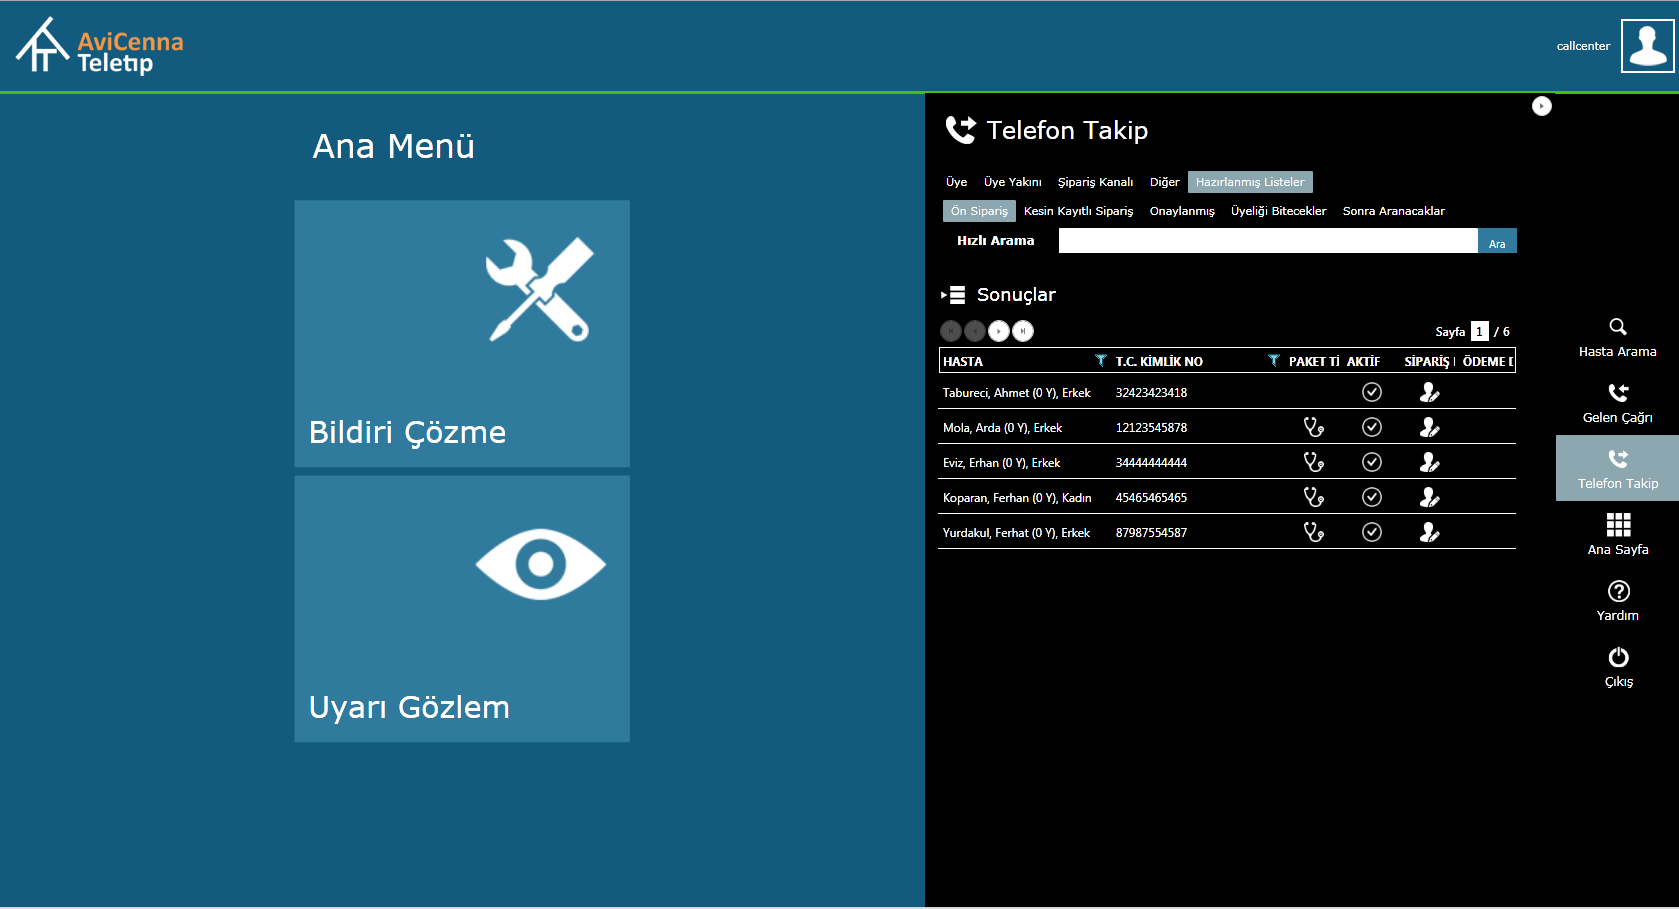 AviCenna
Teletıp
callcenter
Ana Menü
Bildiri Çözme
Uyarı Gözlem
Telefon Takip
Üye Üye Yakını Şipariş Kanalı Diğer Hazırlanmış Listeler
Ön Sipariş Kesin Kayıtlı Sipariş Onaylanmış Üyeliği Bitecekler Sonra Aranacaklar
Hızlı Arama Ara
Sonuçlar
Sayfa 1 / 6
HASTA T.C. KİMLİK NO PAKET Tİ AKTİF SİPARİŞ ÖDEME
Tabureci, Ahmet (0 Y), Erkek 32423423418
Mola, Arda (0 Y), Erkek 12123545878
Eviz, Erhan (0 Y), Erkek 34444444444
Koparan, Ferhan (0 Y), Kadın 45465465465
Yurdakul, Ferhat (0 Y), Erkek 87987554587
Hasta Arama
Gelen Çağrı
Telefon Takip
Ana Sayfa
Yardım
Çıkış